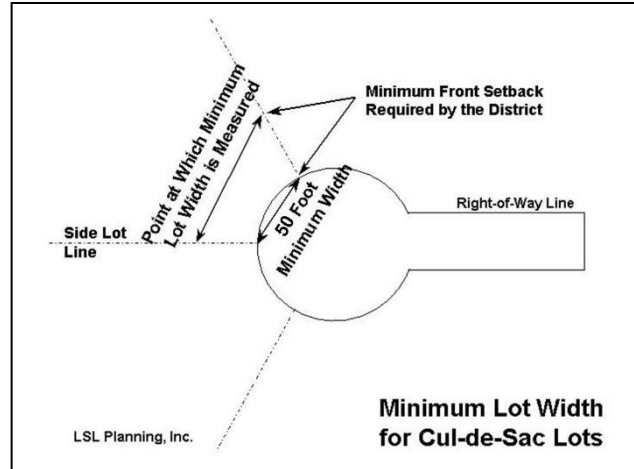 Point at Which Minimum
Lot Width is Measured
Minimum Front Setback
Required by the District
50 Foot
Minimum Width
Right-of-Way Line
Side Lot
Line
Minimum Lot Width
for Cul-de-Sac Lots
LSL Planning, Inc.